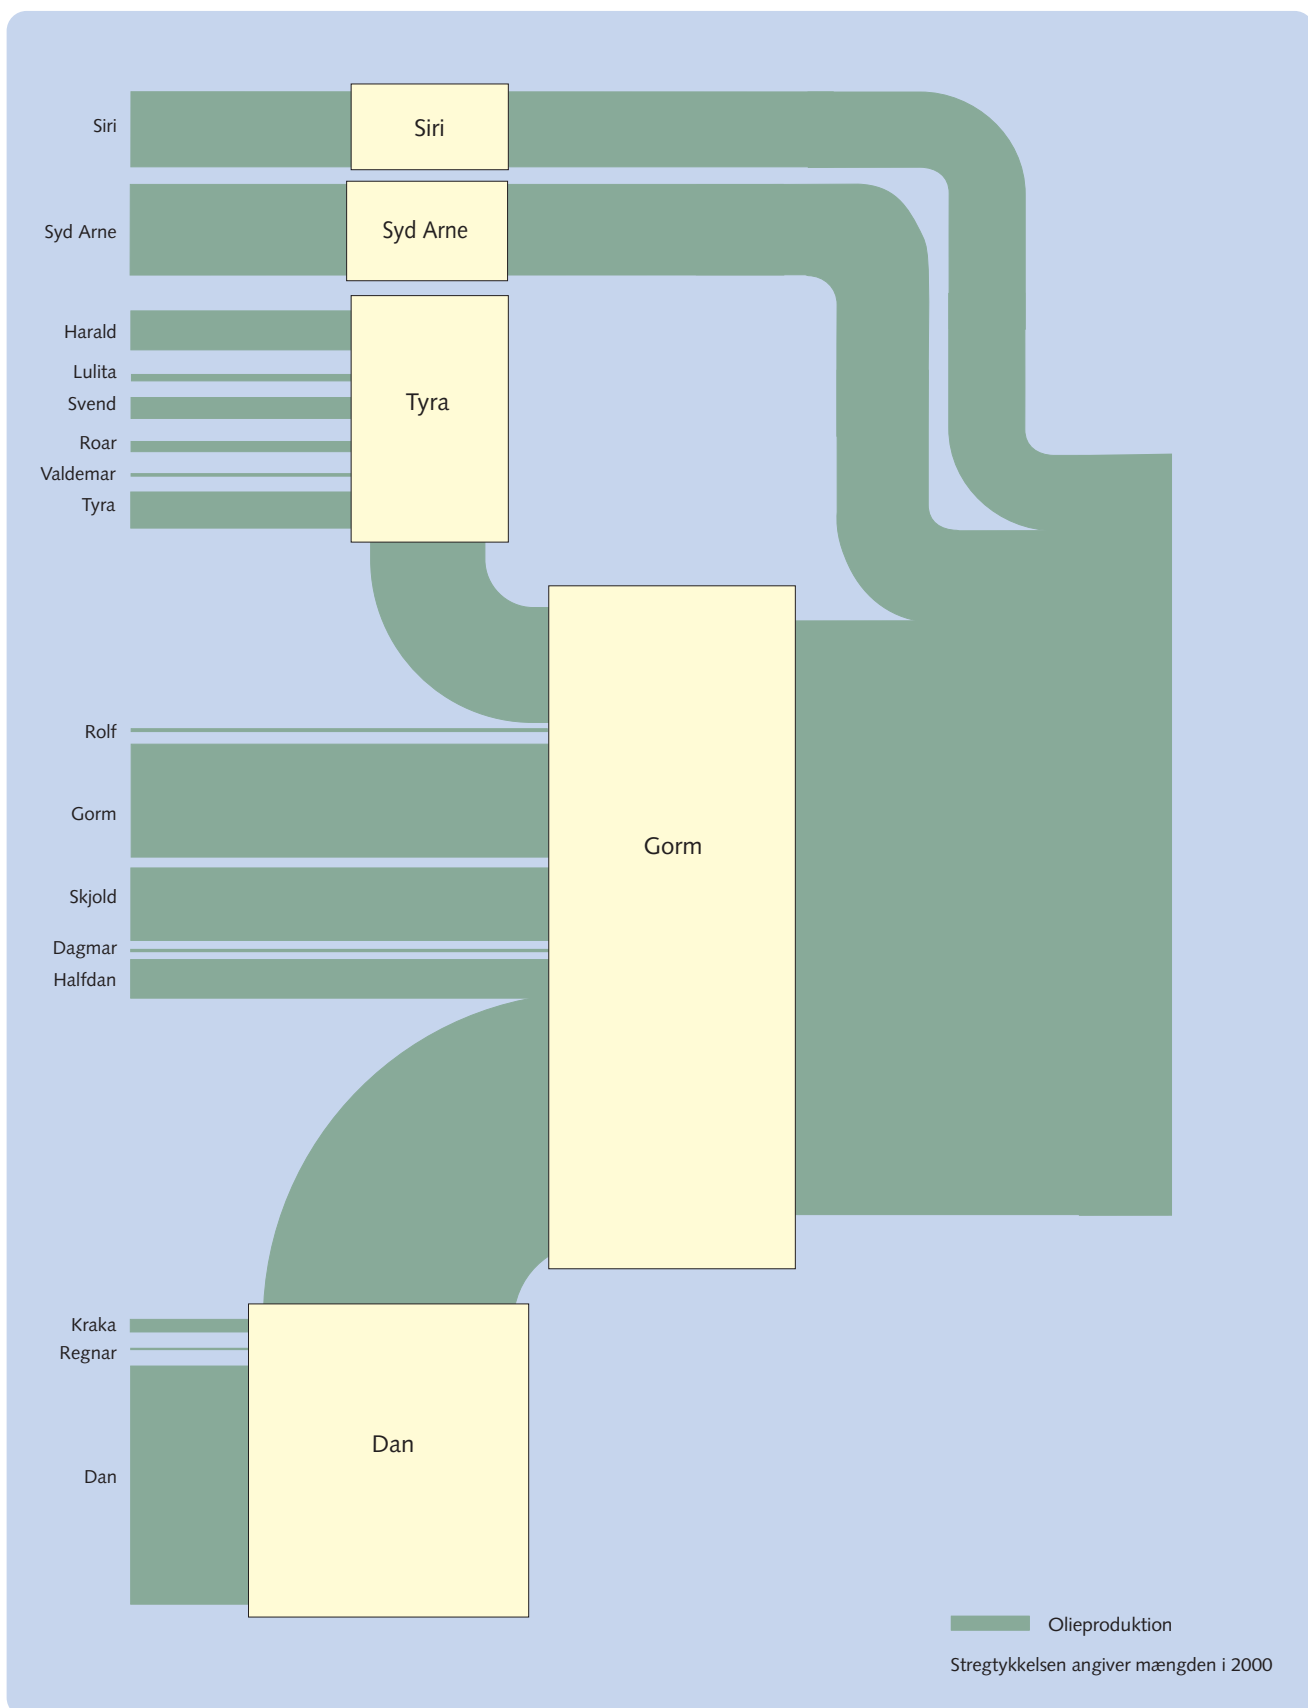 Siri
Siri
Syd Arne
Syd Arne
Harald
Lulita
Tyra
Svend
Roar
Valdemar
Tyra
Rolf
Gorm
Gorm
Skjold
Dagmar
Halfdan
Kraka
Regnar
Dan
Dan
Olieproduktion
Stregtykkelsen angiver mængden i 2000